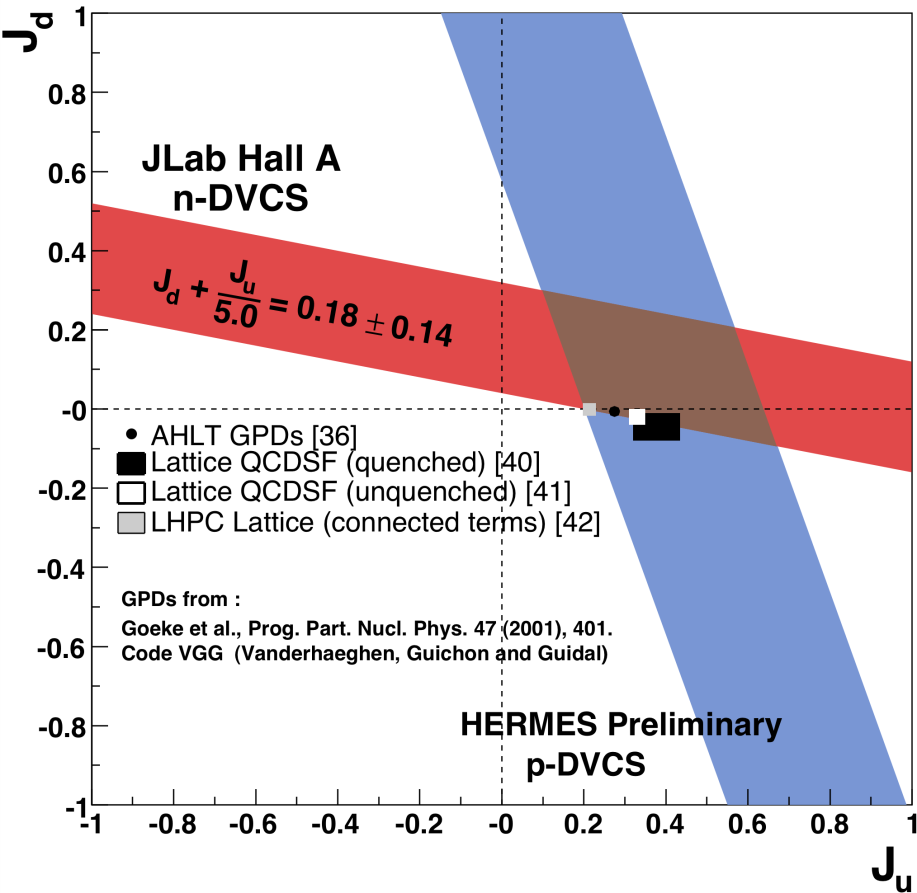 J_d
1
0.8
0.6
0.4
0.2
-0
-0.2
-0.4
-0.6
-0.8
-1
JLab Hall A
n-DVCS
J_d + J_u/5.0 = 0.18 ± 0.14
AHLT GPDs [36]
Lattice QCDSF (quenched) [40]
Lattice QCDSF (unquenched) [41]
LHPC Lattice (connected terms) [42]
GPDs from :
Goeke et al., Prog. Part. Nucl. Phys. 47 (2001), 401.
Code VGG (Vanderhaeghen, Guichon and Guidal)
HERMES Preliminary
p-DVCS
-1 -0.8 -0.6 -0.4 -0.2 -0 0.2 0.4 0.6 0.8 1
J_u